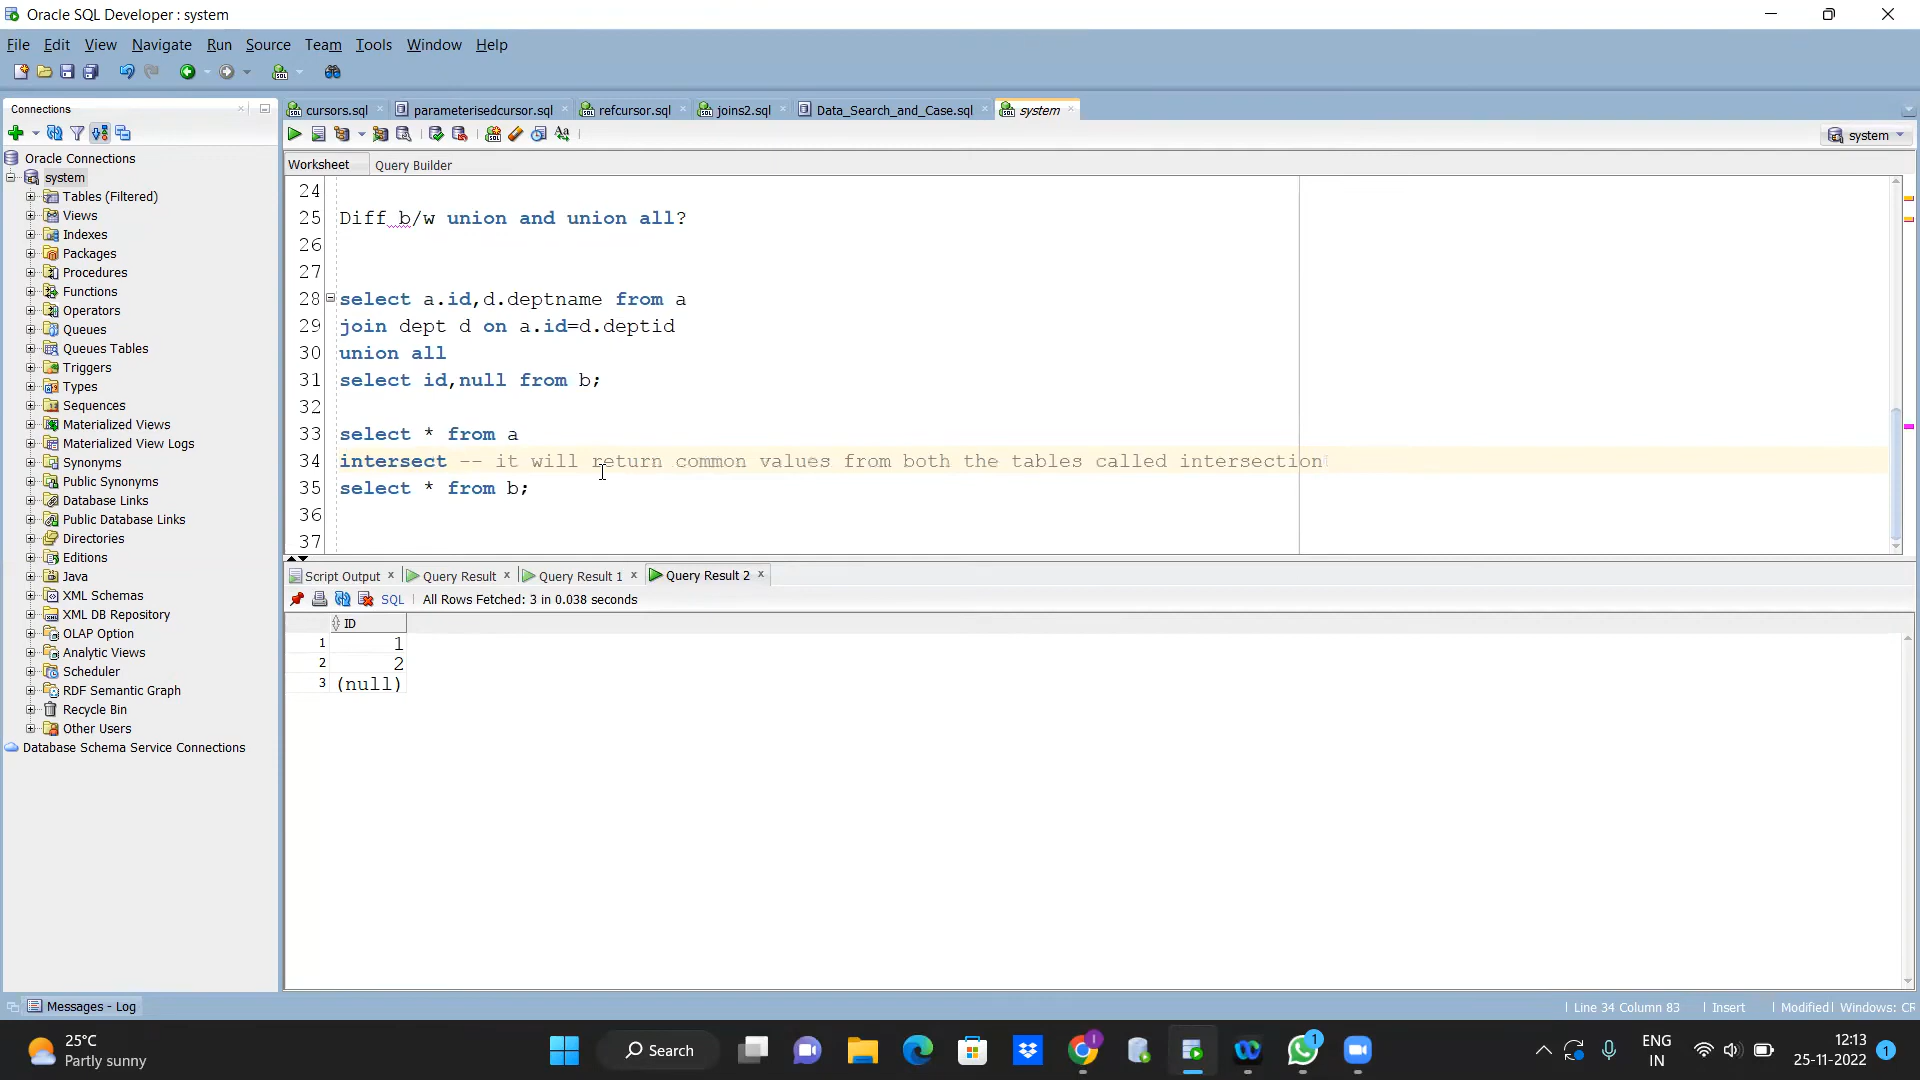 Oracle SQL Developer : system
File Edit View Navigate Run Source Team Tools Window Help
Connections
cursors.sql parameterisedcursor.sql refcursor.sql joins2.sql Data_Search_and_Case.sql system
system
Oracle Connections
system
Tables (Filtered)
Views
Indexes
Packages
Procedures
Functions
Operators
Queues
Queues Tables
Triggers
Types
Sequences
Materialized Views
Materialized View Logs
Synonyms
Public Synonyms
Database Links
Public Database Links
Directories
Editions
Java
XML Schemas
XML DB Repository
OLAP Option
Analytic Views
Scheduler
RDF Semantic Graph
Recycle Bin
Other Users
Database Schema Service Connections
Worksheet Query Builder
24
25 Diff b/w union and union all?
26
27
28 select a.id,d.deptname from a
29 join dept d on a.id=d.deptid
30 union all
31 select id,null from b;
32
33 select * from a
34 intersect -- it will return common values from both the tables called intersection
35 select * from b;
36
37
Script Output Query Result Query Result 1 Query Result 2
SQL All Rows Fetched: 3 in 0.038 seconds
ID
1 1
2 2
3 (null)
Messages - Log
Line 34 Column 83 Insert Modified Windows: CF
25°C
Partly sunny
Search
1
ENG
IN
12:13
25-11-2022
1